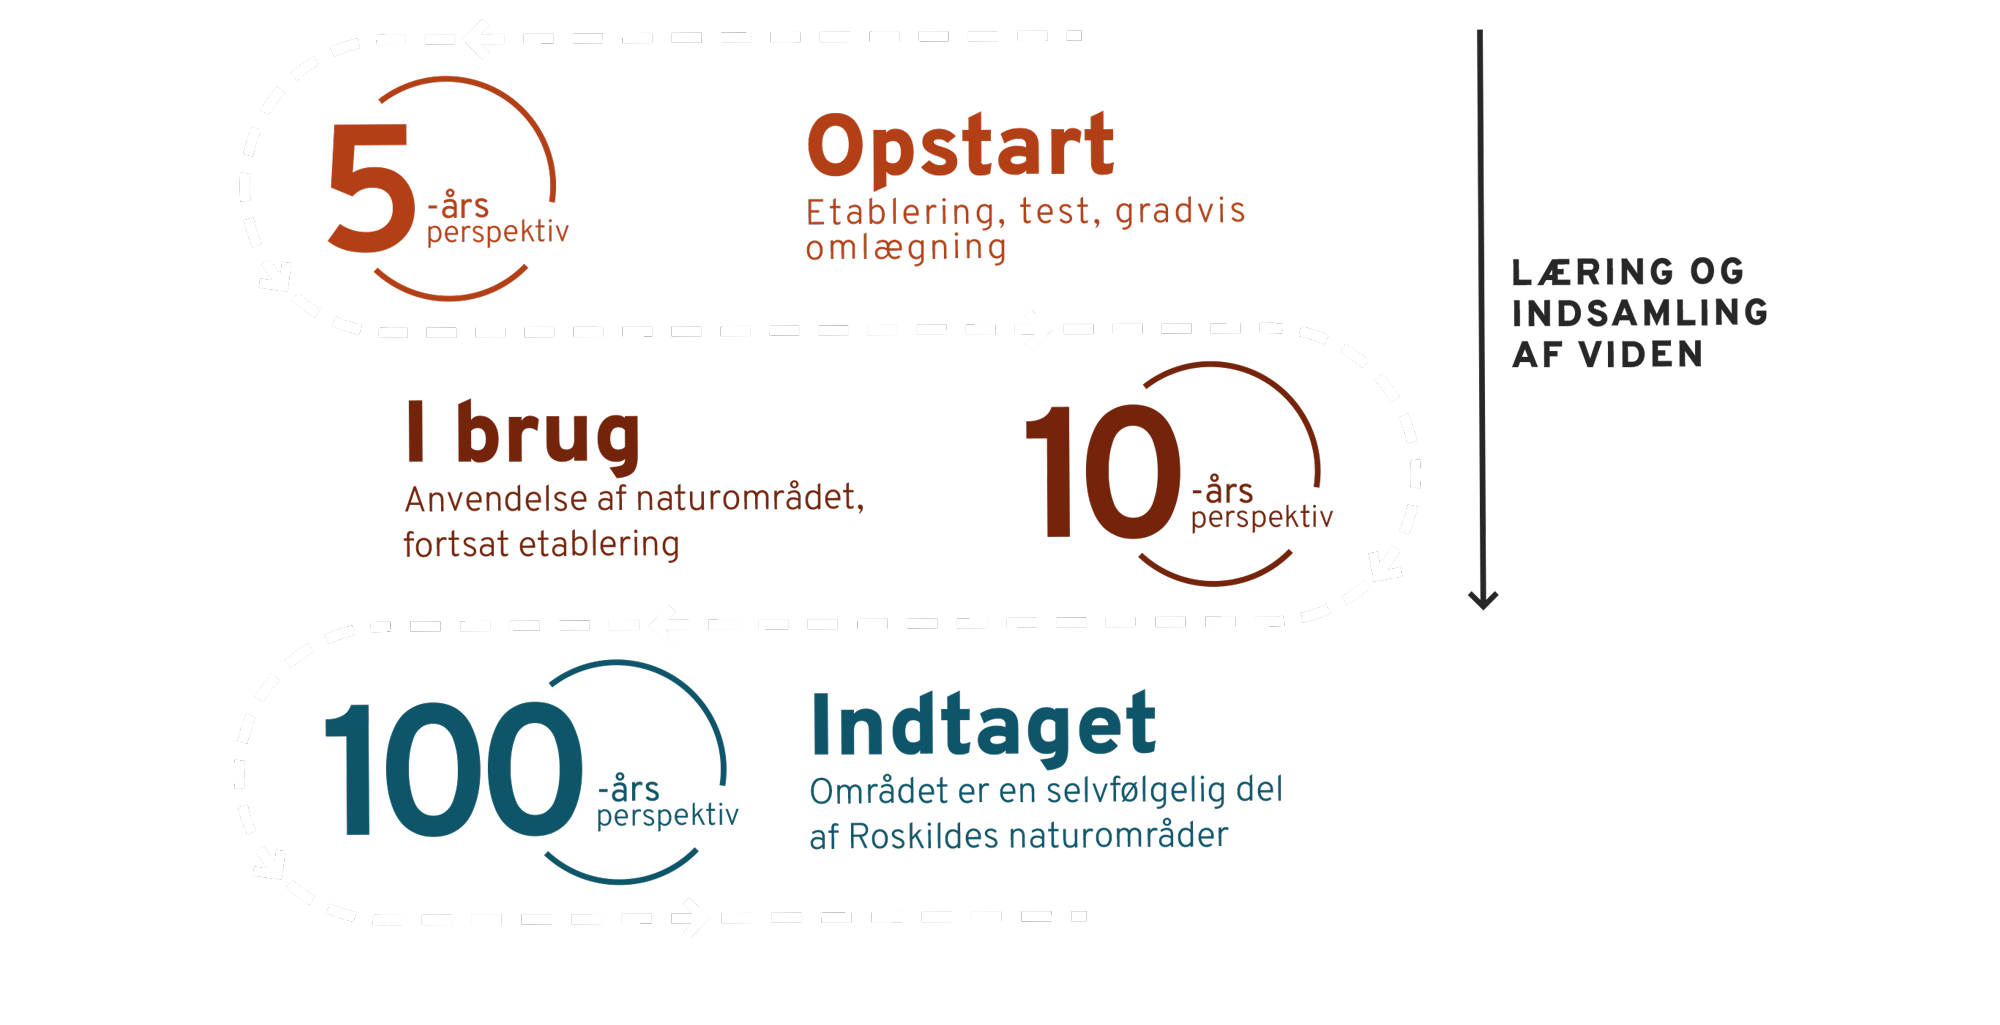 5
-års
perspektiv
Opstart
Etablering, test, gradvis
omlægning
LÆRING OG
INDSAMLING
AF VIDEN
I brug
Anvendelse af naturområdet,
fortsat etablering
10
-års
perspektiv
100
-års
perspektiv
Indtaget
Området er en selvfølgelig del
af Roskildes naturområder